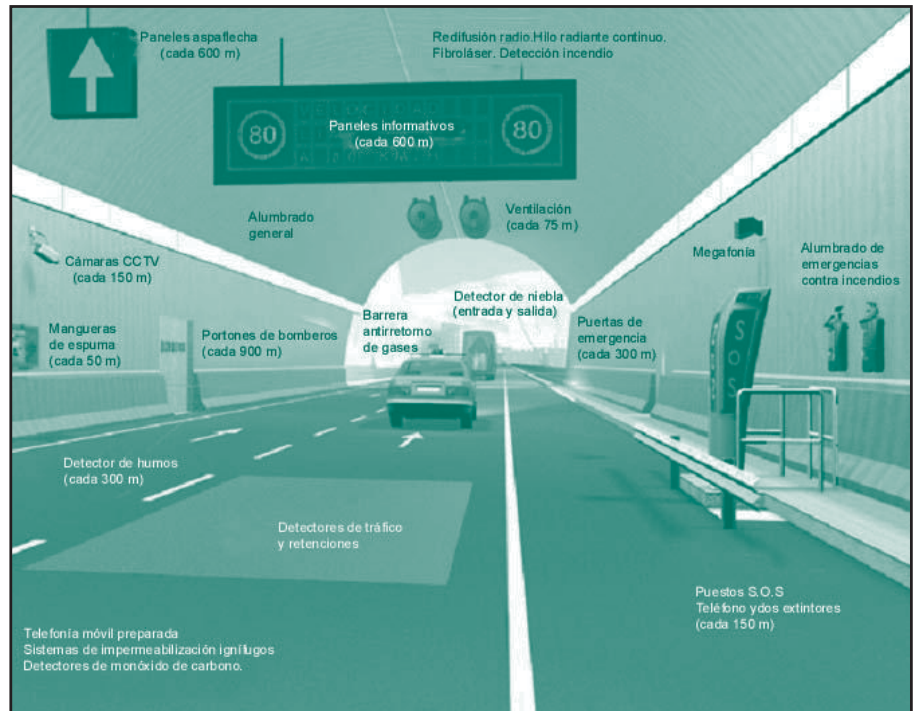 Paneles aspaflecha
(cada 600 m)
Redifusión radio.Hilo radiante continuo.
Fibroláser. Detección incendio
80
Paneles informativos
(cada 600 m)
80
Alumbrado
general
Ventilación
(cada 75 m)
Cámaras CCTV
(cada 150 m)
Megafonía
Alumbrado de
emergencias
contra incendios
Detector de niebla
(entrada y salida)
Barrera
antirretorno
de gases
Mangueras
de espuma
(cada 50 m)
Portones de bomberos
(cada 900 m)
Puertas de
emergencia
(cada 300 m)
SOS
SOS
Detector de humos
(cada 300 m)
Detectores de tráfico
y retenciones
Puestos S.O.S
Teléfono ydos extintores
(cada 150 m)
Telefonía móvil preparada
Sistemas de impermeabilización ignífugos
Detectores de monóxido de carbono.